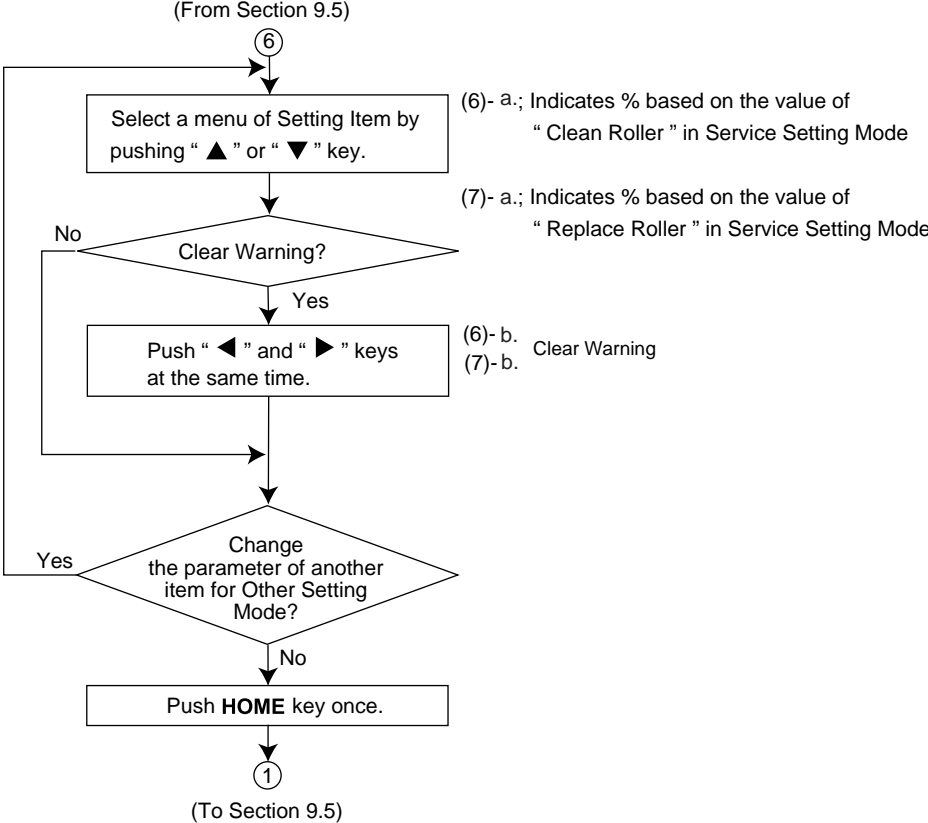 (From Section 9.5)
6
Select a menu of Setting Item by
pushing “ ▲ ” or “ ▼ ” key.
(6)- a.; Indicates % based on the value of
“ Clean Roller ” in Service Setting Mode
(7)- a.; Indicates % based on the value of
“ Replace Roller ” in Service Setting Mode
No
Clear Warning?
Yes
Push “ ◀ ” and “ ▶ ” keys
at the same time.
(6)- b.
(7)- b.
Clear Warning
Yes
Change
the parameter of another
item for Other Setting
Mode?
No
Push HOME key once.
1
(To Section 9.5)